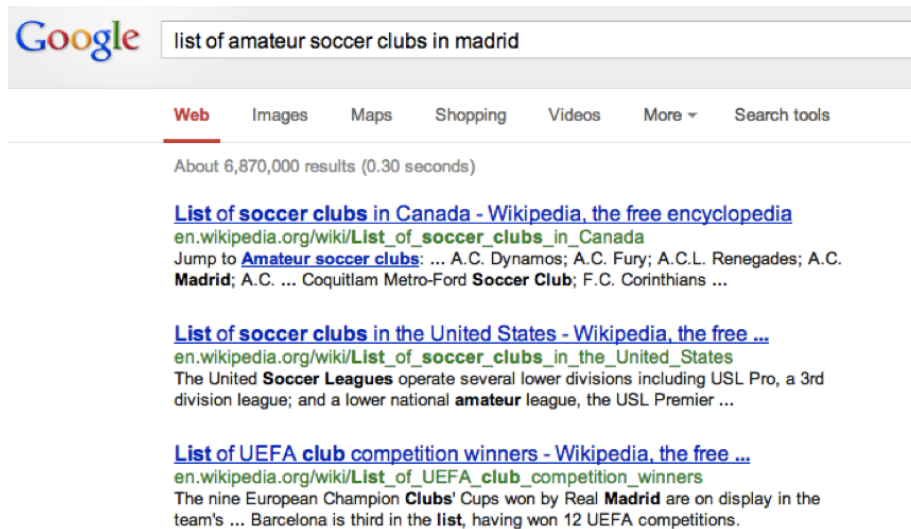 Google
list of amateur soccer clubs in madrid
Web Images Maps Shopping Videos More Search tools
About 6,870,000 results (0.30 seconds)
List of soccer clubs in Canada - Wikipedia, the free encyclopedia
en.wikipedia.org/wiki/List_of_soccer_clubs_in_Canada
Jump to Amateur soccer clubs: ... A.C. Dynamos; A.C. Fury; A.C.L. Renegades; A.C.
Madrid; A.C. ... Coquitlam Metro-Ford Soccer Club; F.C. Corinthians ...
List of soccer clubs in the United States - Wikipedia, the free ...
en.wikipedia.org/wiki/List_of_soccer_clubs_in_the_United_States
The United Soccer Leagues operate several lower divisions including USL Pro, a 3rd
division league; and a lower national amateur league, the USL Premier ...
List of UEFA club competition winners - Wikipedia, the free ...
en.wikipedia.org/wiki/List_of_UEFA_club_competition_winners
The nine European Champion Clubs' Cups won by Real Madrid are on display in the
team's ... Barcelona is third in the list, having won 12 UEFA competitions.